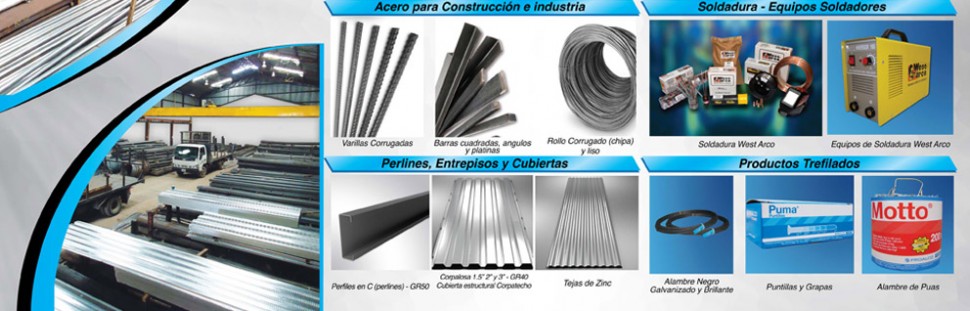 Acero para Construcción e industria
Varillas Corrugadas
Barras cuadradas, angulos
y platinas
Rollo Corrugado (chipa)
y liso
Soldadura - Equipos Soldadores
West
arco
Soldadura West Arco
Equipos de Soldadura West Arco
Perlines, Entrepisos y Cubiertas
Perfiles en C (perlines) - GR50
Corpalosa 1.5" 2" y 3" - GR40
Cubierta estructural Corpatecho
Tejas de Zinc
Productos Trefilados
Alambre Negro
Galvanizado y Brillante
Puma
Puntillas y Grapas
Motto
200
Alambre de Puas